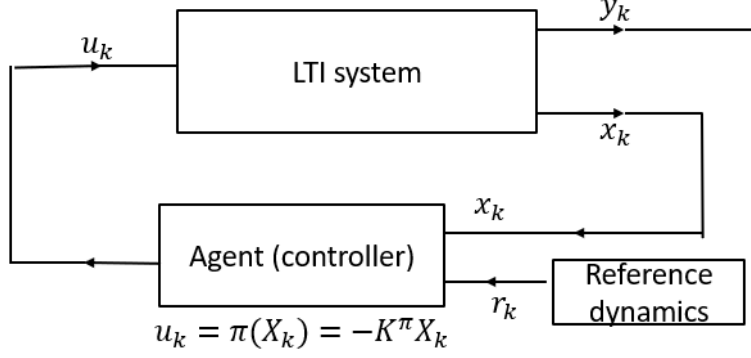 y_k
u_k
LTI system
x_k
x_k
Agent (controller)
Reference
dynamics
r_k
u_k = π(X_k) = −K^π X_k